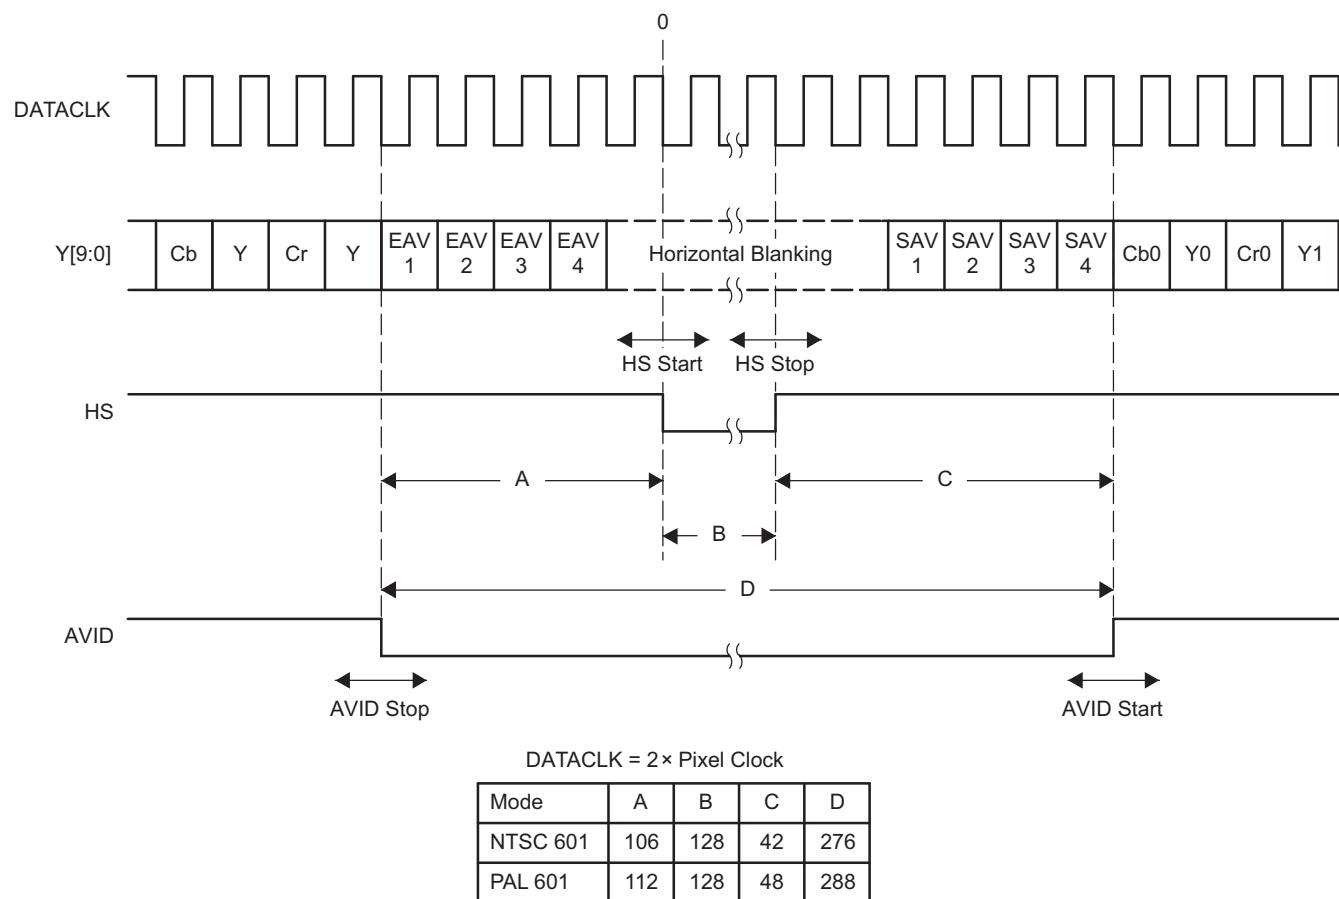 0
DATACLK
Y[9:0]
Cb Y Cr Y EAV 1 EAV 2 EAV 3 EAV 4 Horizontal Blanking SAV 1 SAV 2 SAV 3 SAV 4 Cb0 Y0 Cr0 Y1
HS Start HS Stop
HS
A C
B
D
AVID
AVID Stop AVID Start
DATACLK = 2× Pixel Clock
Mode A B C D
NTSC 601 106 128 42 276
PAL 601 112 128 48 288